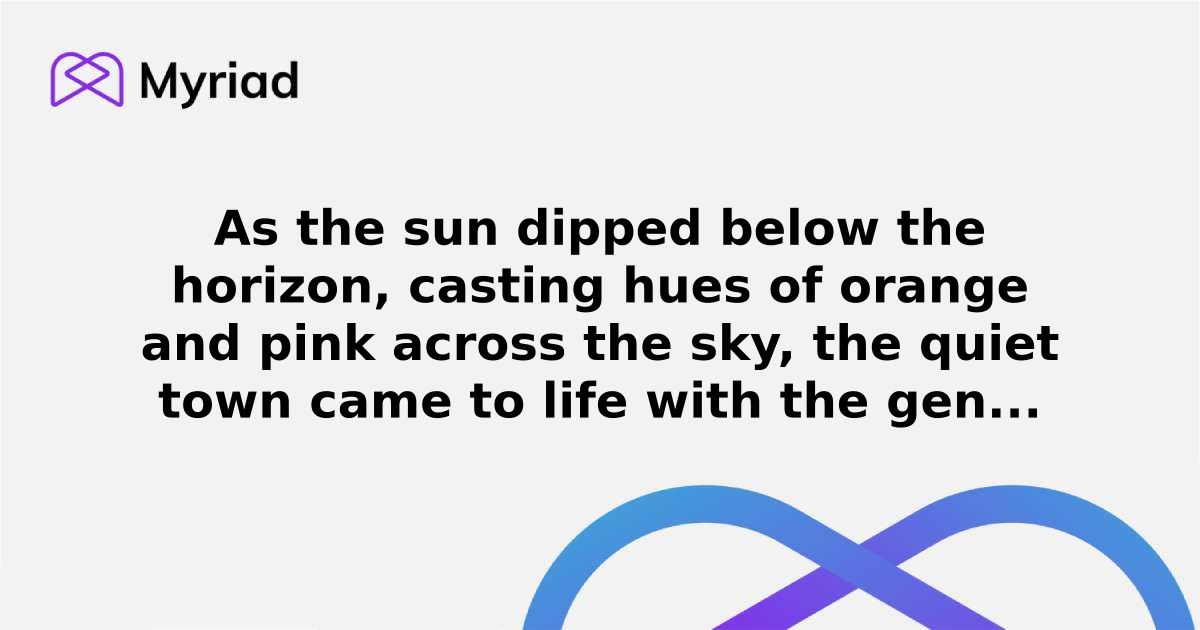 Myriad
As the sun dipped below the
horizon, casting hues of orange
and pink across the sky, the quiet
town came to life with the gen...